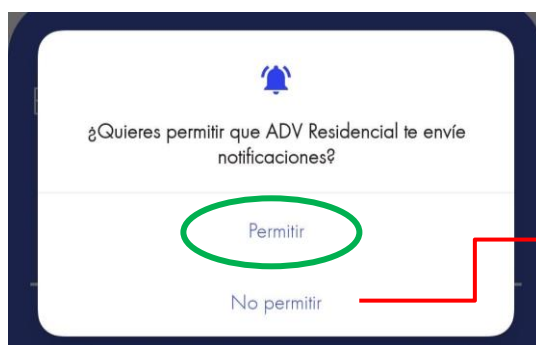 ¿Quieres permitir que ADV Residencial te envíe
notificaciones?
Permitir
No permitir